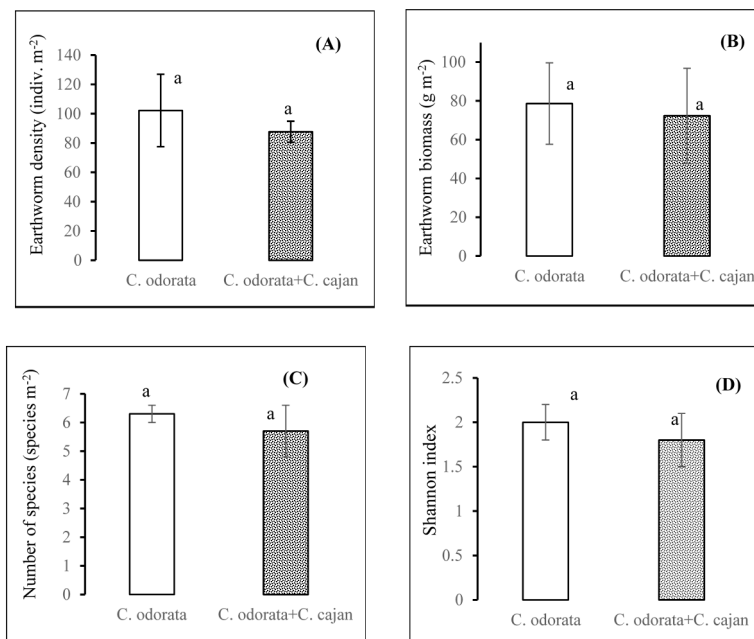 (A)
Earthworm density (indiv. m-2)
140
120
100
80
60
40
20
0
a
a
C. odorata
C. odorata+C. cajan
(B)
Earthworm biomass (g m-2)
100
80
60
40
20
0
a
a
C. odorata
C. odorata+C. cajan
(C)
Number of species (species m-2)
7
6
5
4
3
2
1
0
a
a
C. odorata
C. odorata+C. cajan
(D)
Shannon index
2.5
2
1.5
1
0.5
0
a
a
C. odorata
C. odorata+C. cajan